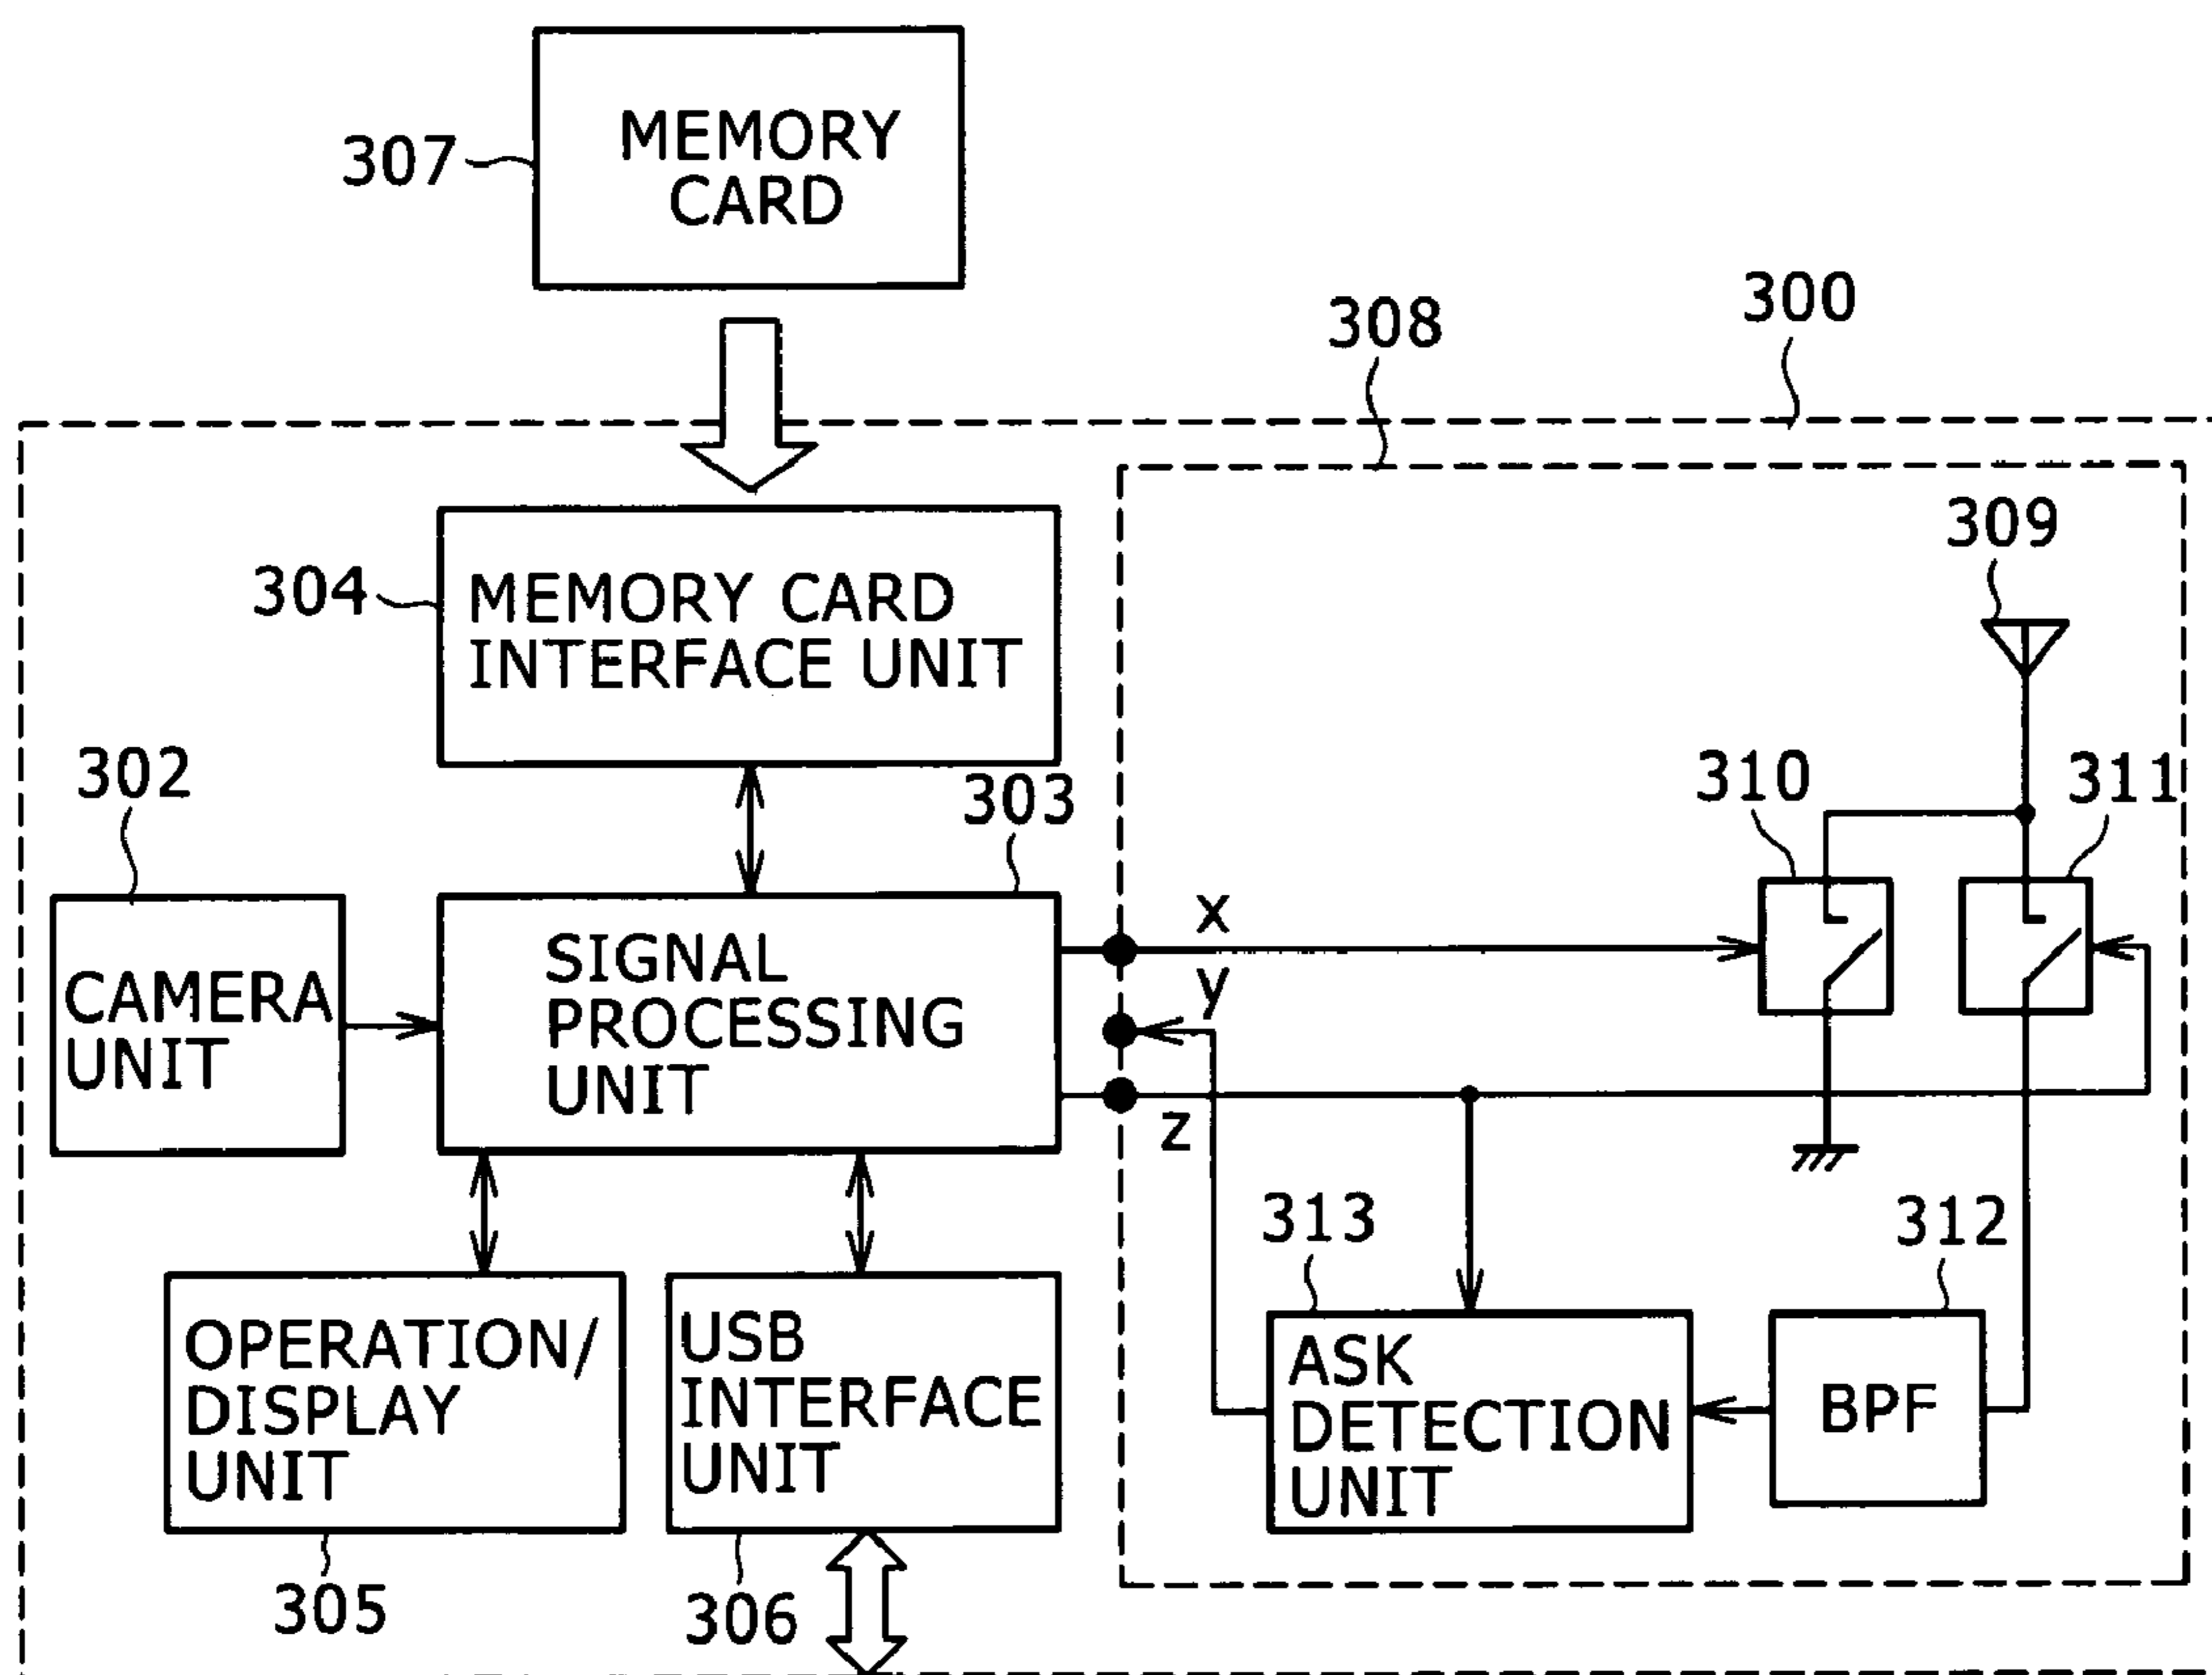 MEMORY
CARD
307
300
308
309
304
MEMORY CARD
INTERFACE UNIT
302
303
310
311
CAMERA
UNIT
SIGNAL
PROCESSING
UNIT
x
y
z
313
312
OPERATION/
DISPLAY
UNIT
USB
INTERFACE
UNIT
ASK
DETECTION
UNIT
BPF
305
306